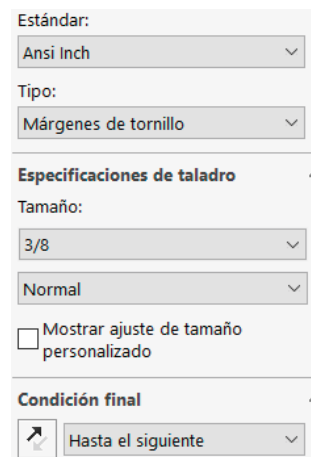 Estándar:
Ansi Inch
Tipo:
Márgenes de tornillo
Especificaciones de taladro
Tamaño:
3/8
Normal
Mostrar ajuste de tamaño
personalizado
Condición final
Hasta el siguiente